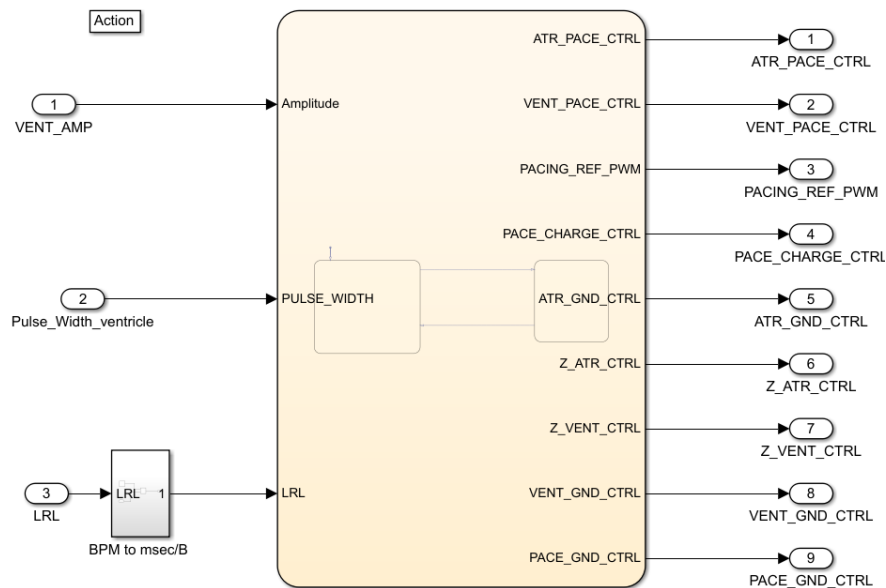 Action
ATR_PACE_CTRL
1
ATR_PACE_CTRL
1
VENT_AMP
Amplitude
VENT_PACE_CTRL
2
VENT_PACE_CTRL
PACING_REF_PWM
3
PACING_REF_PWM
PACE_CHARGE_CTRL
4
PACE_CHARGE_CTRL
2
Pulse_Width_ventricle
PULSE_WIDTH
ATR_GND_CTRL
5
ATR_GND_CTRL
Z_ATR_CTRL
6
Z_ATR_CTRL
Z_VENT_CTRL
7
Z_VENT_CTRL
3
LRL
LRL 1
BPM to msec/B
LRL
VENT_GND_CTRL
8
VENT_GND_CTRL
PACE_GND_CTRL
9
PACE_GND_CTRL